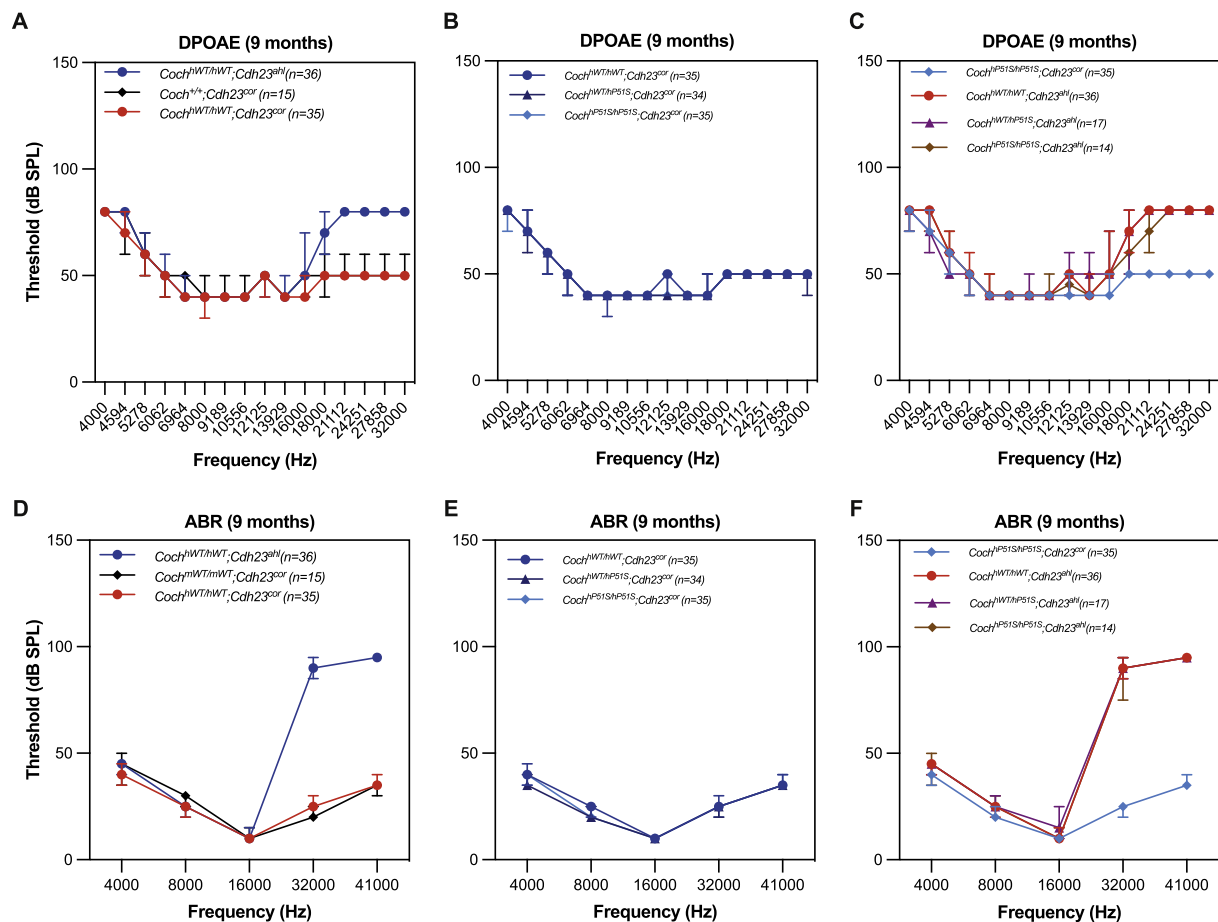 A
DPOAE (9 months)
Coch^hWT/hWT;Cdh23^ahl (n=36)
Coch^+/+;Cdh23^cor (n=15)
Coch^hWT/hWT;Cdh23^cor (n=35)
150
100
50
0
Threshold (dB SPL)
4000 4594 5278 6062 6964 8000 9189 10556 12125 13929 16000 18000 21112 24251 27858 32000
Frequency (Hz)
B
DPOAE (9 months)
Coch^hWT/hWT;Cdh23^cor (n=35)
Coch^hWT/hP51S;Cdh23^cor (n=34)
Coch^hP51S/hP51S;Cdh23^cor (n=35)
150
100
50
0
4000 4594 5278 6062 6964 8000 9189 10556 12125 13929 16000 18000 21112 24251 27858 32000
Frequency (Hz)
C
DPOAE (9 months)
Coch^hP51S/hP51S;Cdh23^cor (n=35)
Coch^hWT/hWT;Cdh23^ahl (n=36)
Coch^hWT/hP51S;Cdh23^ahl (n=17)
Coch^hP51S/hP51S;Cdh23^ahl (n=14)
150
100
50
0
4000 4594 5278 6062 6964 8000 9189 10556 12125 13929 16000 18000 21112 24251 27858 32000
Frequency (Hz)
D
ABR (9 months)
Coch^hWT/hWT;Cdh23^ahl (n=36)
Coch^mWT/mWT;Cdh23^cor (n=15)
Coch^hWT/hWT;Cdh23^cor (n=35)
150
100
50
0
Threshold (dB SPL)
4000 8000 16000 32000 41000
Frequency (Hz)
E
ABR (9 months)
Coch^hWT/hWT;Cdh23^cor (n=35)
Coch^hWT/hP51S;Cdh23^cor (n=34)
Coch^hP51S/hP51S;Cdh23^cor (n=35)
150
100
50
0
4000 8000 16000 32000 41000
Frequency (Hz)
F
ABR (9 months)
Coch^hP51S/hP51S;Cdh23^cor (n=35)
Coch^hWT/hWT;Cdh23^ahl (n=36)
Coch^hWT/hP51S;Cdh23^ahl (n=17)
Coch^hP51S/hP51S;Cdh23^ahl (n=14)
150
100
50
0
4000 8000 16000 32000 41000
Frequency (Hz)